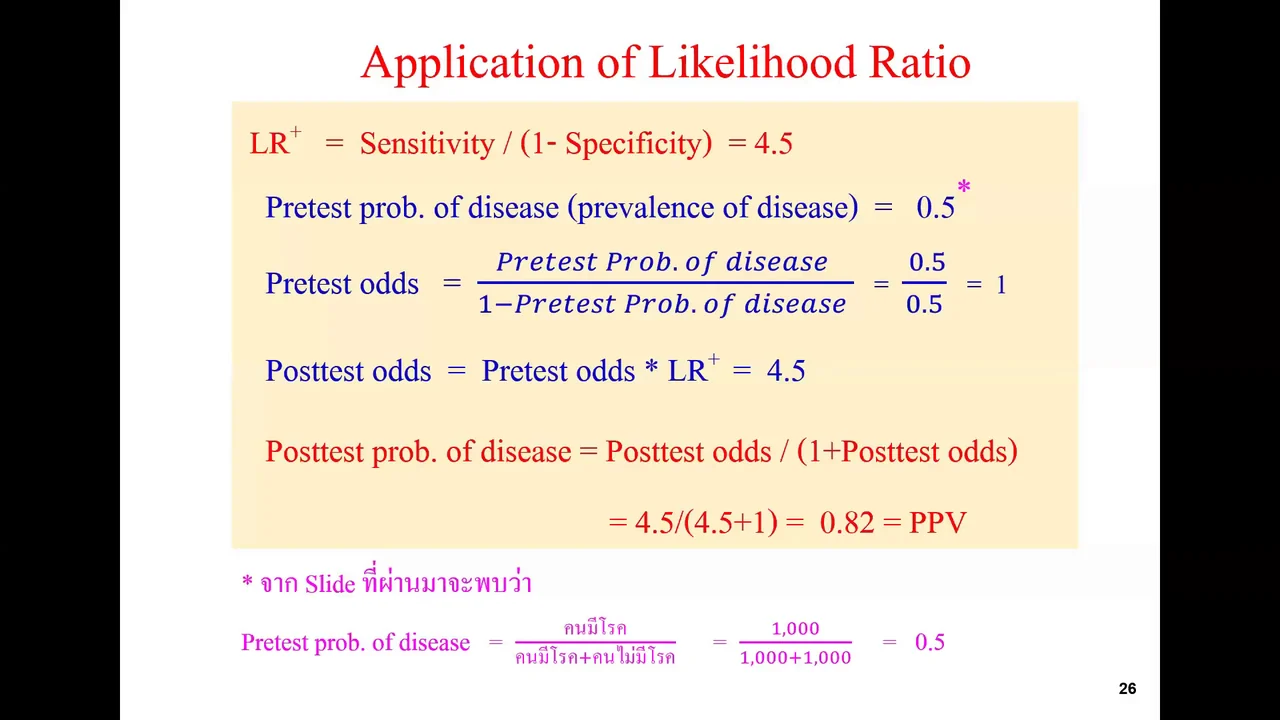 Application of Likelihood Ratio
LR⁺ = Sensitivity / (1- Specificity) = 4.5
Pretest prob. of disease (prevalence of disease) = 0.5*
Pretest odds = Pretest Prob. of disease / 1−Pretest Prob. of disease = 0.5 / 0.5 = 1
Posttest odds = Pretest odds * LR⁺ = 4.5
Posttest prob. of disease = Posttest odds / (1+Posttest odds)
= 4.5/(4.5+1) = 0.82 = PPV
* จาก Slide ที่ผ่านมาจะพบว่า
Pretest prob. of disease = คนมีโรค / คนมีโรค+คนไม่มีโรค = 1,000 / 1,000+1,000 = 0.5
26